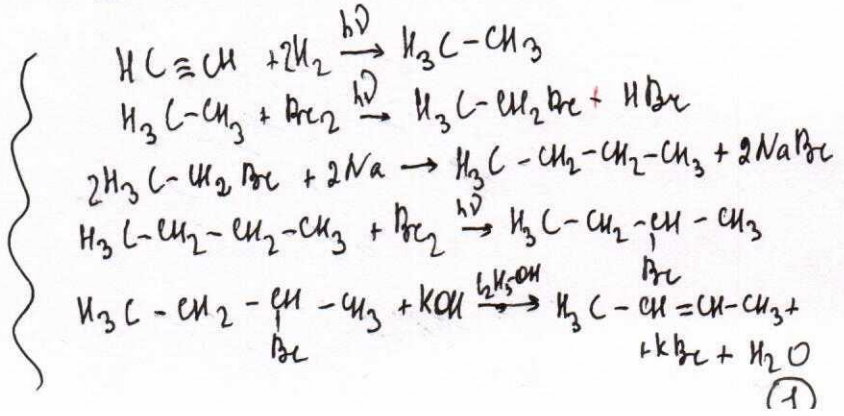 HC≡CH + 2H₂ —hν→ H₃C–CH₃
H₃C–CH₃ + Br₂ —hν→ H₃C–CH₂Br + HBr
2H₃C–CH₂Br + 2Na → H₃C–CH₂–CH₂–CH₃ + 2NaBr
H₃C–CH₂–CH₂–CH₃ + Br₂ —hν→ H₃C–CH₂–CH–CH₃
Br
H₃C–CH₂–CH–CH₃ + KOH —C₂H₅-OH→ H₃C–CH=CH–CH₃+
Br +KBr + H₂O
1